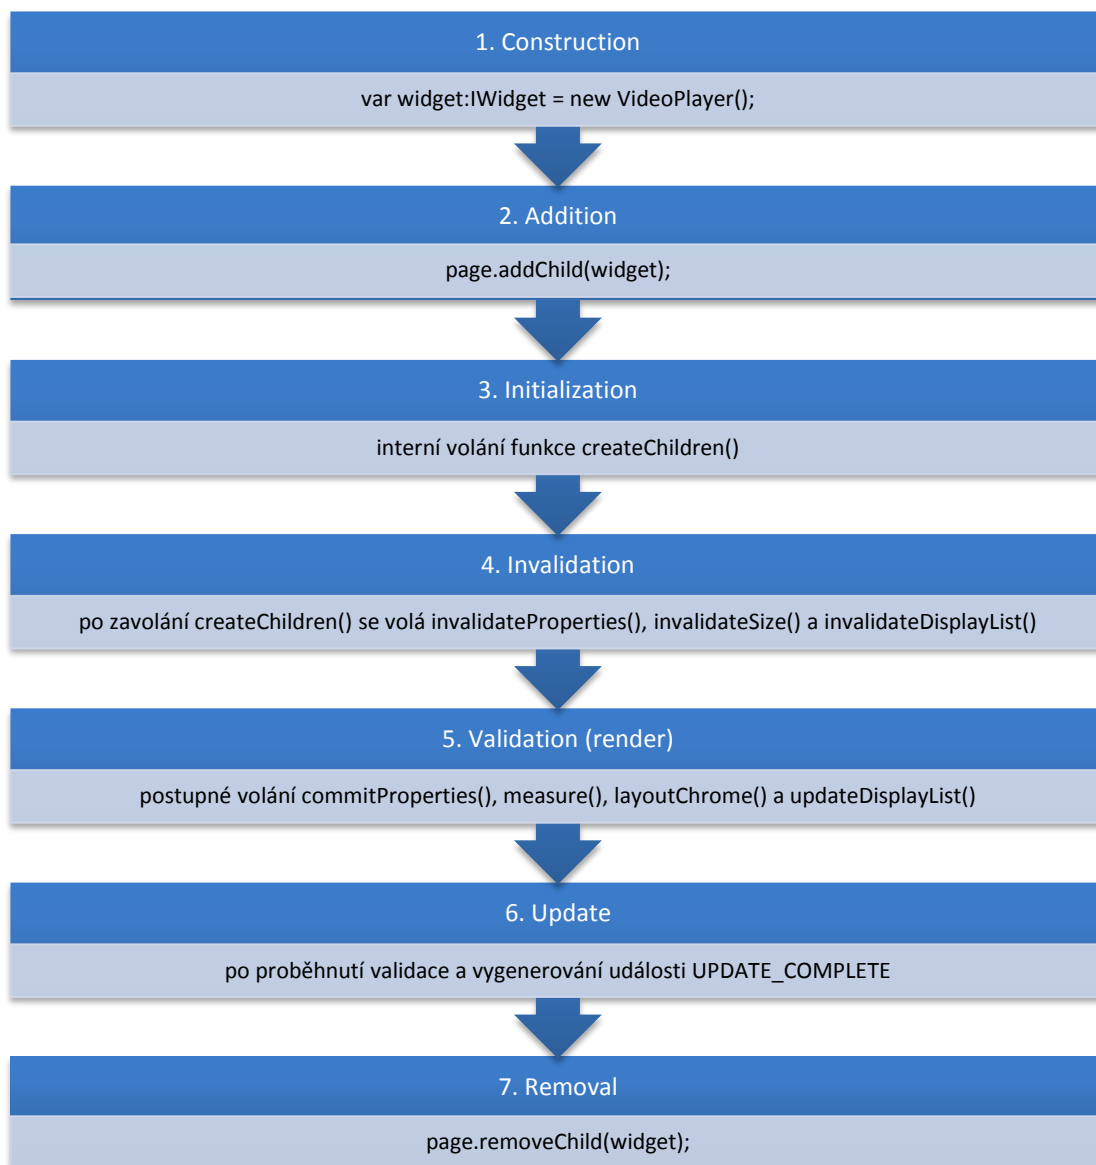 1. Construction
var widget:IWidget = new VideoPlayer();
2. Addition
page.addChild(widget);
3. Initialization
interní volání funkce createChildren()
4. Invalidation
po zavolání createChildren() se volá invalidateProperties(), invalidateSize() a invalidateDisplayList()
5. Validation (render)
postupné volání commitProperties(), measure(), layoutChrome() a updateDisplayList()
6. Update
po proběhnutí validace a vygenerování události UPDATE_COMPLETE
7. Removal
page.removeChild(widget);